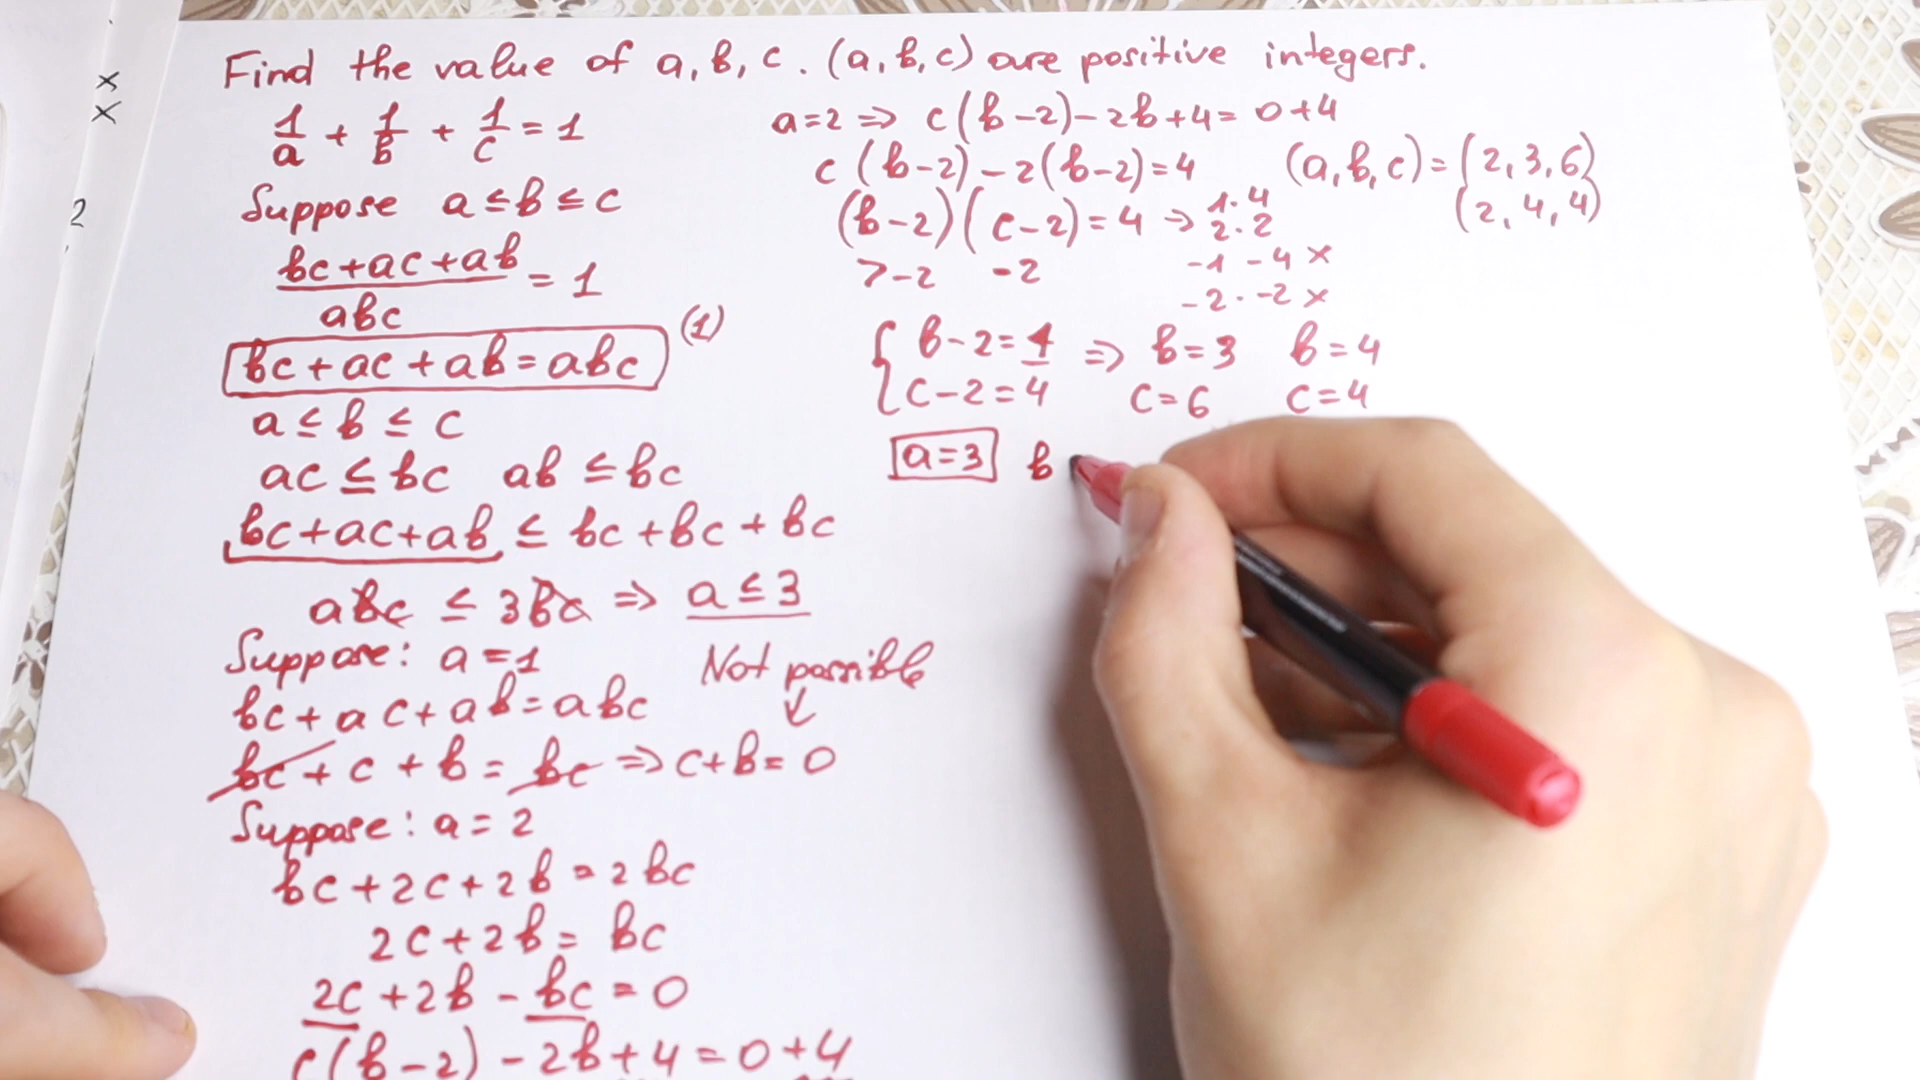 Find the value of a, b, c. (a, b, c) are positive integers.
1/a + 1/b + 1/c = 1
Suppose a ≤ b ≤ c
bc+ac+ab/abc = 1
bc+ac+ab=abc (1)
a ≤ b ≤ c
ac ≤ bc ab ≤ bc
bc+ac+ab ≤ bc+bc+bc
abc ≤ 3bc ⇒ a ≤ 3
Suppose: a=1 Not possible
bc+ac+ab=abc ↓
bc+c+b=bc ⇒ c+b=0
Suppose: a=2
bc+2c+2b=2bc
2c+2b=bc
2c+2b-bc=0
c(b-2)-2b+4=0+4
a=2 ⇒ c(b-2)-2b+4=0+4
c(b-2)-2(b-2)=4 (a,b,c)=(2,3,6)
(2,4,4)
(b-2)(c-2)=4 ⇒ 1·4
2·2
>-2 -2 -1 -4 ×
-2·-2 ×
{ b-2=1 ⇒ b=3 b=4
c-2=4 c=6 c=4
a=3 b
×
×
2